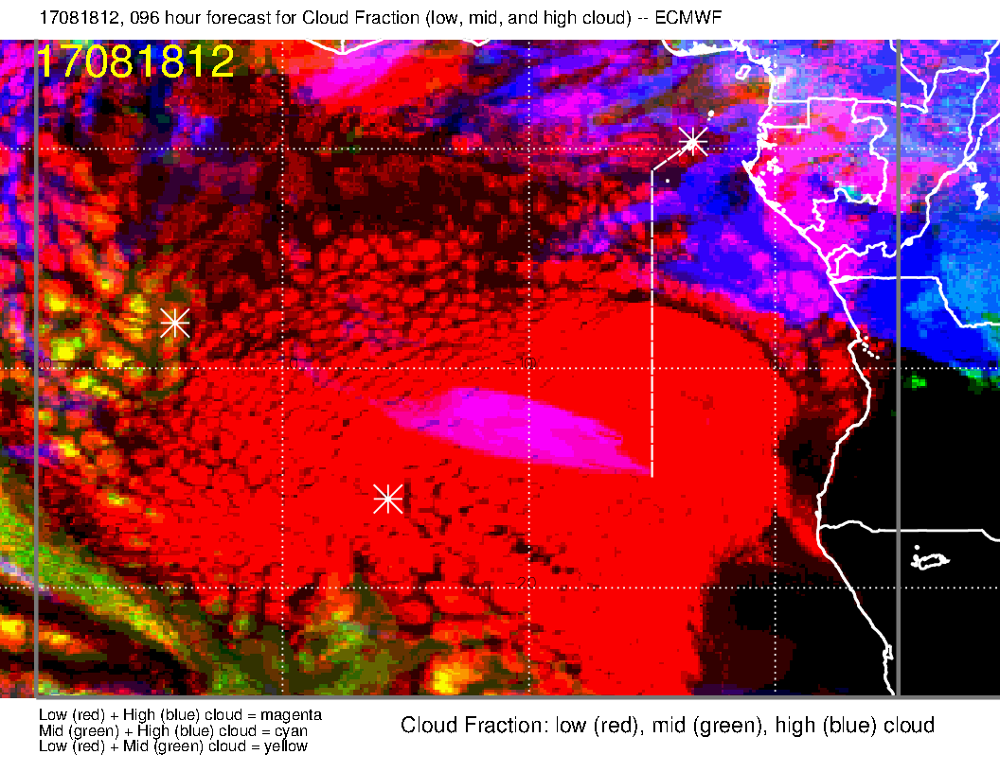 17081812, 096 hour forecast for Cloud Fraction (low, mid, and high cloud) -- ECMWF
17081812
Low (red) + High (blue) cloud = magenta
Mid (green) + High (blue) cloud = cyan
Low (red) + Mid (green) cloud = yellow
Cloud Fraction: low (red), mid (green), high (blue) cloud